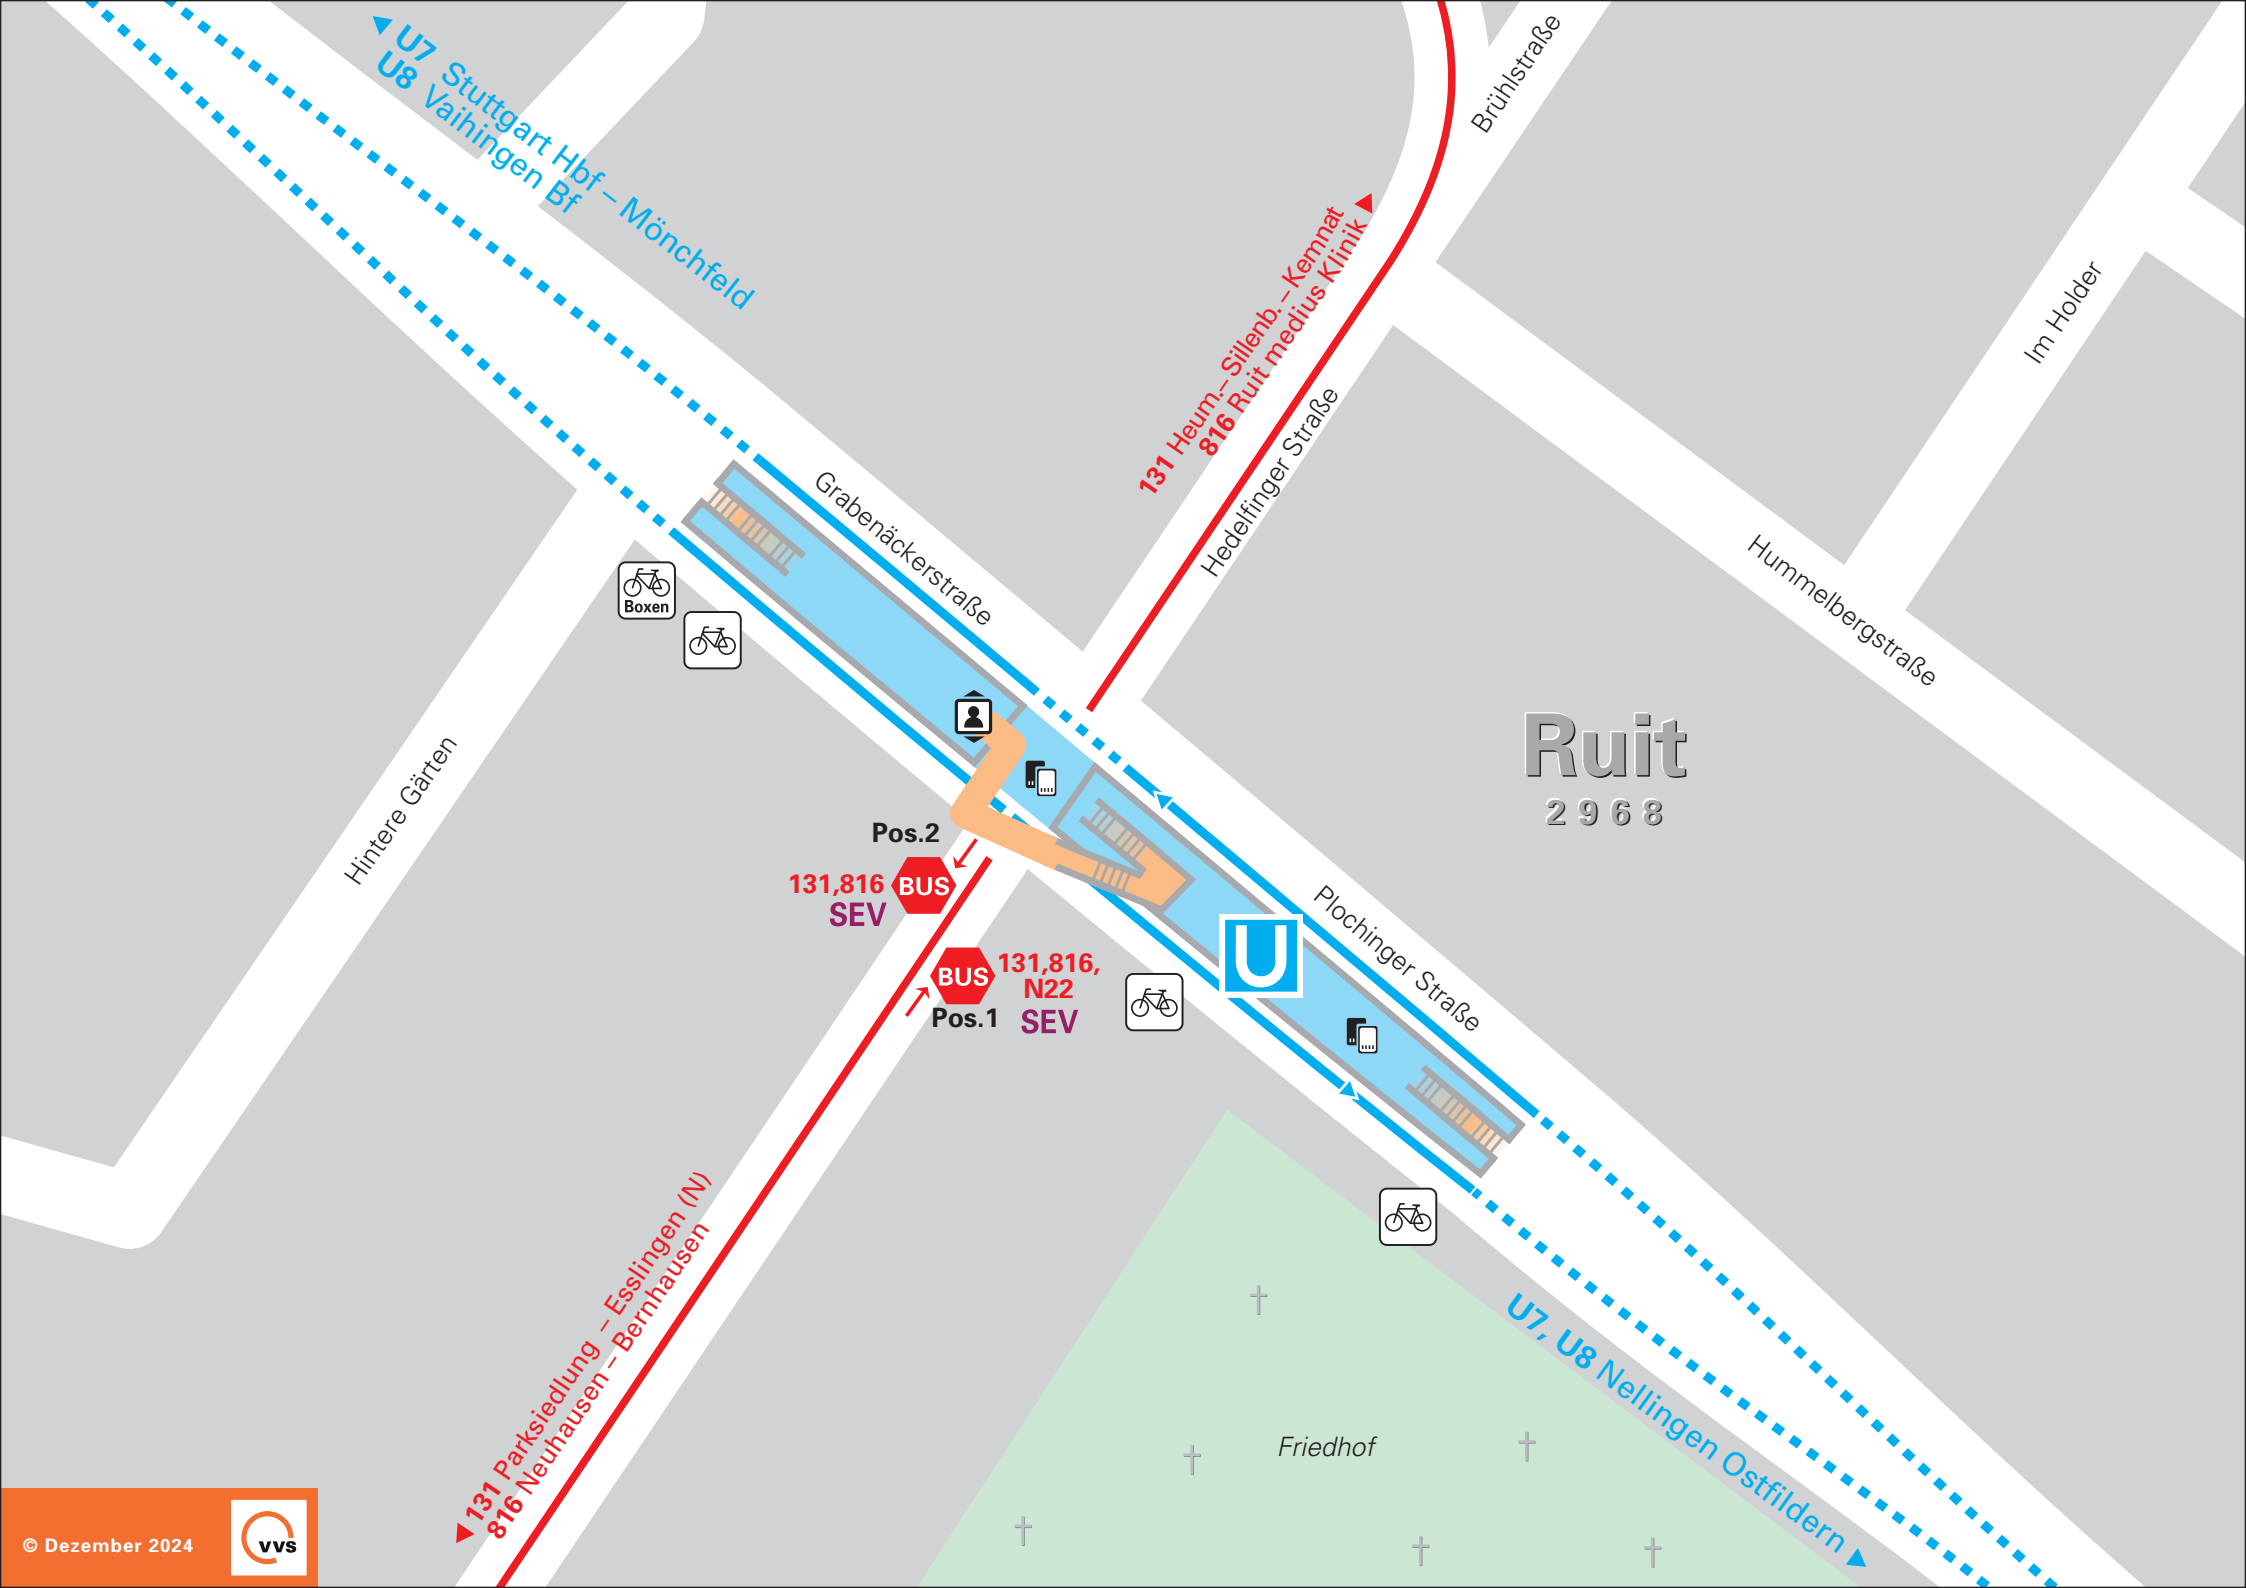 U7 Stuttgart Hbf – Mönchfeld
U8 Vaihingen Bf
Brühlstraße
131 Heum.– Sillenb. – Kemnat
816 Ruit medius Klinik
Im Holder
Hedelfinger Straße
Grabenäckerstraße
Hummelbergstraße
Boxen
Ruit
2968
Hintere Gärten
Pos.2
BUS
131,816
SEV
Plochinger Straße
U
BUS
131,816,
N22
Pos.1
SEV
131 Parksiedlung – Esslingen (N)
816 Neuhausen – Bernhausen
U7, U8 Nellingen Ostfildern
Friedhof
© Dezember 2024
vvs